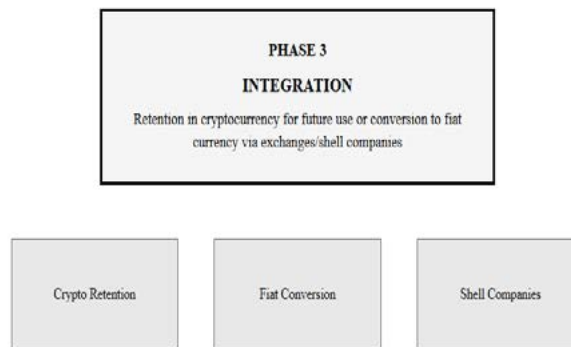 PHASE 3
INTEGRATION
Retention in cryptocurrency for future use or conversion to fiat
currency via exchanges/shell companies
Crypto Retention
Fiat Conversion
Shell Companies